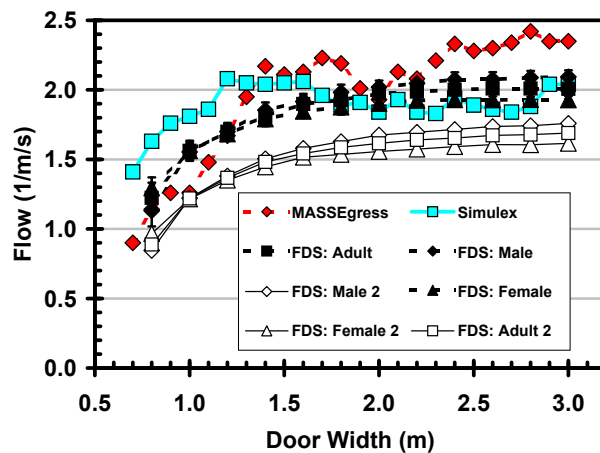 2.5
2.0
1.5
1.0
0.5
0.0
Flow (1/m/s)
MASSEgress Simulex
FDS: Adult FDS: Male
FDS: Male 2 FDS: Female
FDS: Female 2 FDS: Adult 2
0.5 1.0 1.5 2.0 2.5 3.0
Door Width (m)